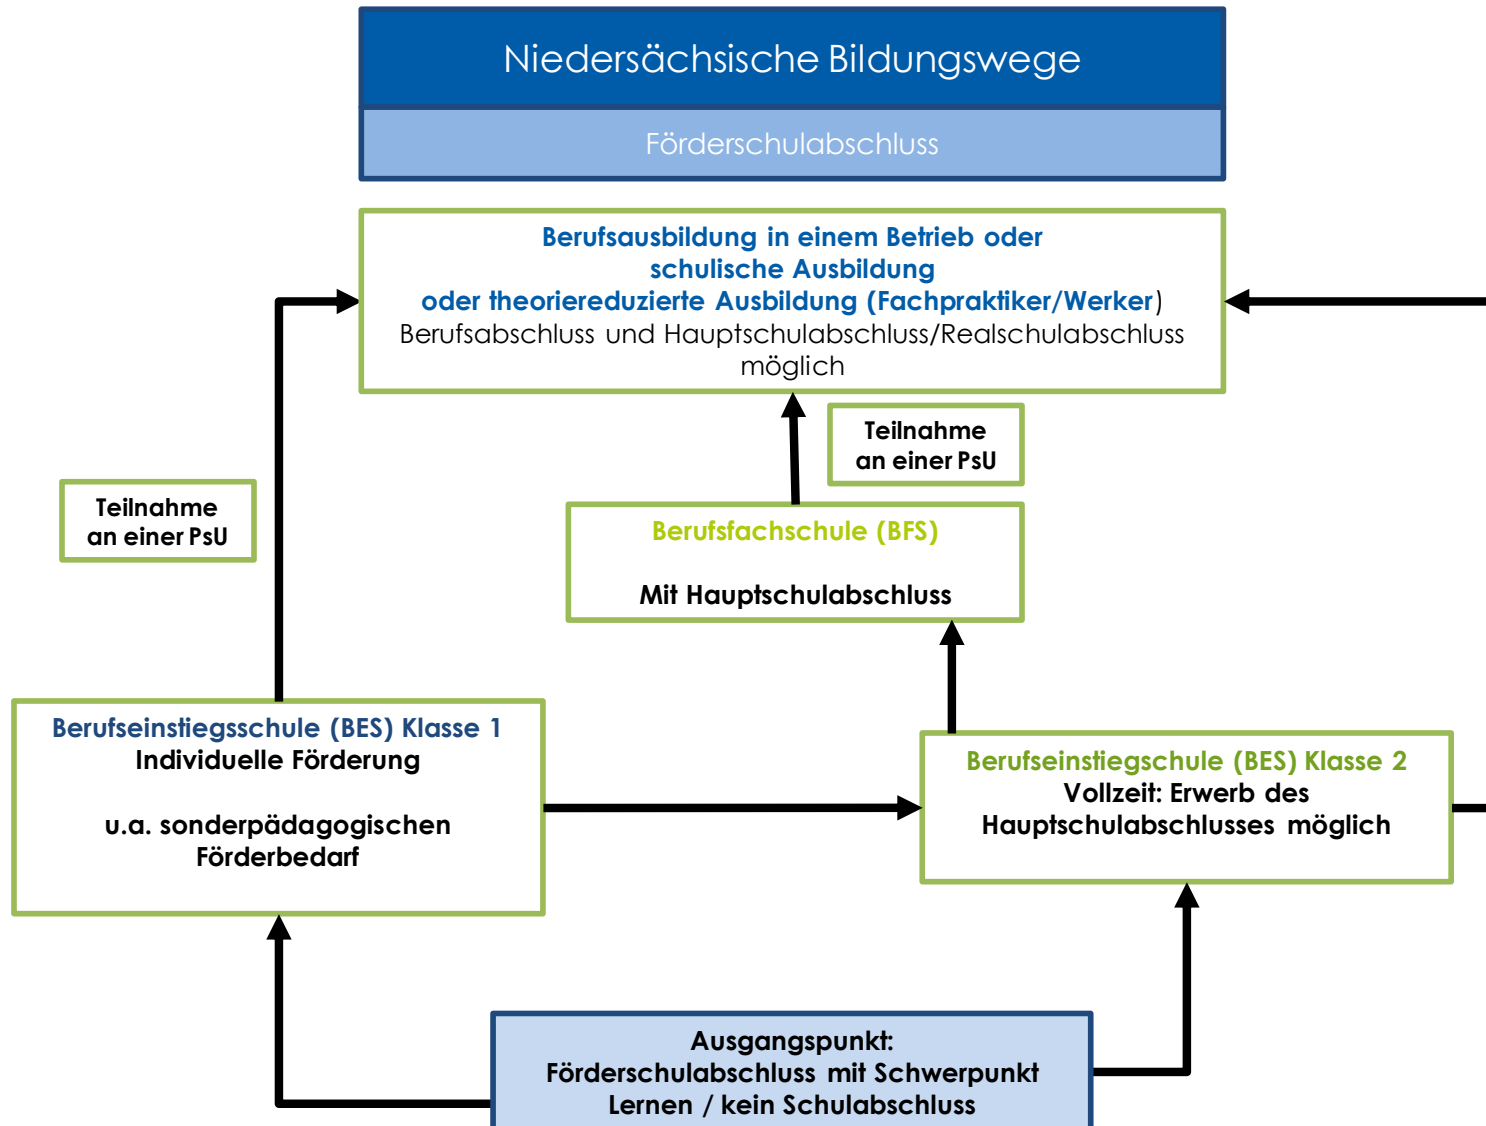 Niedersächsische Bildungswege
Förderschulabschluss
Berufsausbildung in einem Betrieb oder
schulische Ausbildung
oder theoriereduzierte Ausbildung (Fachpraktiker/Werker)
Berufsabschluss und Hauptschulabschluss/Realschulabschluss
möglich
Teilnahme
an einer PsU
Teilnahme
an einer PsU
Berufsfachschule (BFS)
Mit Hauptschulabschluss
Berufseinstiegsschule (BES) Klasse 1
Individuelle Förderung
u.a. sonderpädagogischen
Förderbedarf
Berufseinstiegschule (BES) Klasse 2
Vollzeit: Erwerb des
Hauptschulabschlusses möglich
Ausgangspunkt:
Förderschulabschluss mit Schwerpunkt
Lernen / kein Schulabschluss